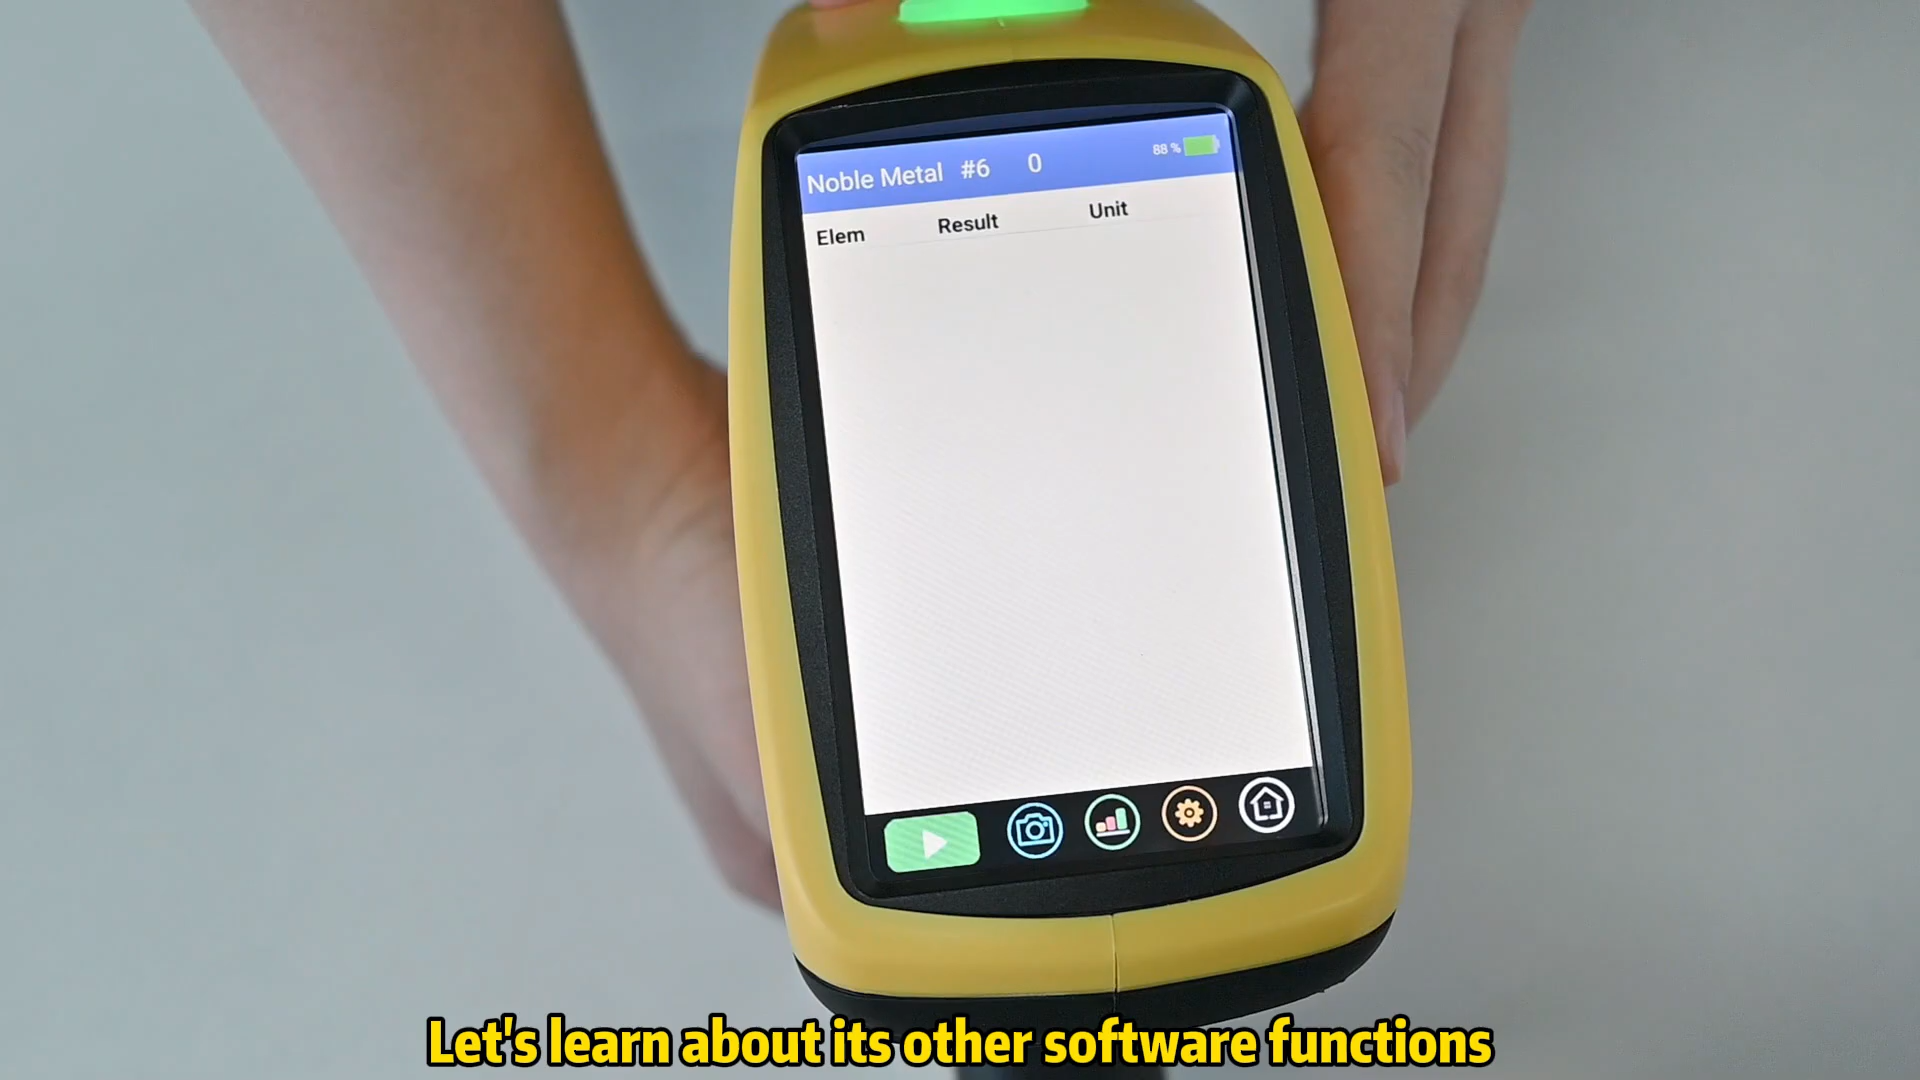 Noble Metal #6 0 88 %
Elem Result Unit
Let's learn about its other software functions